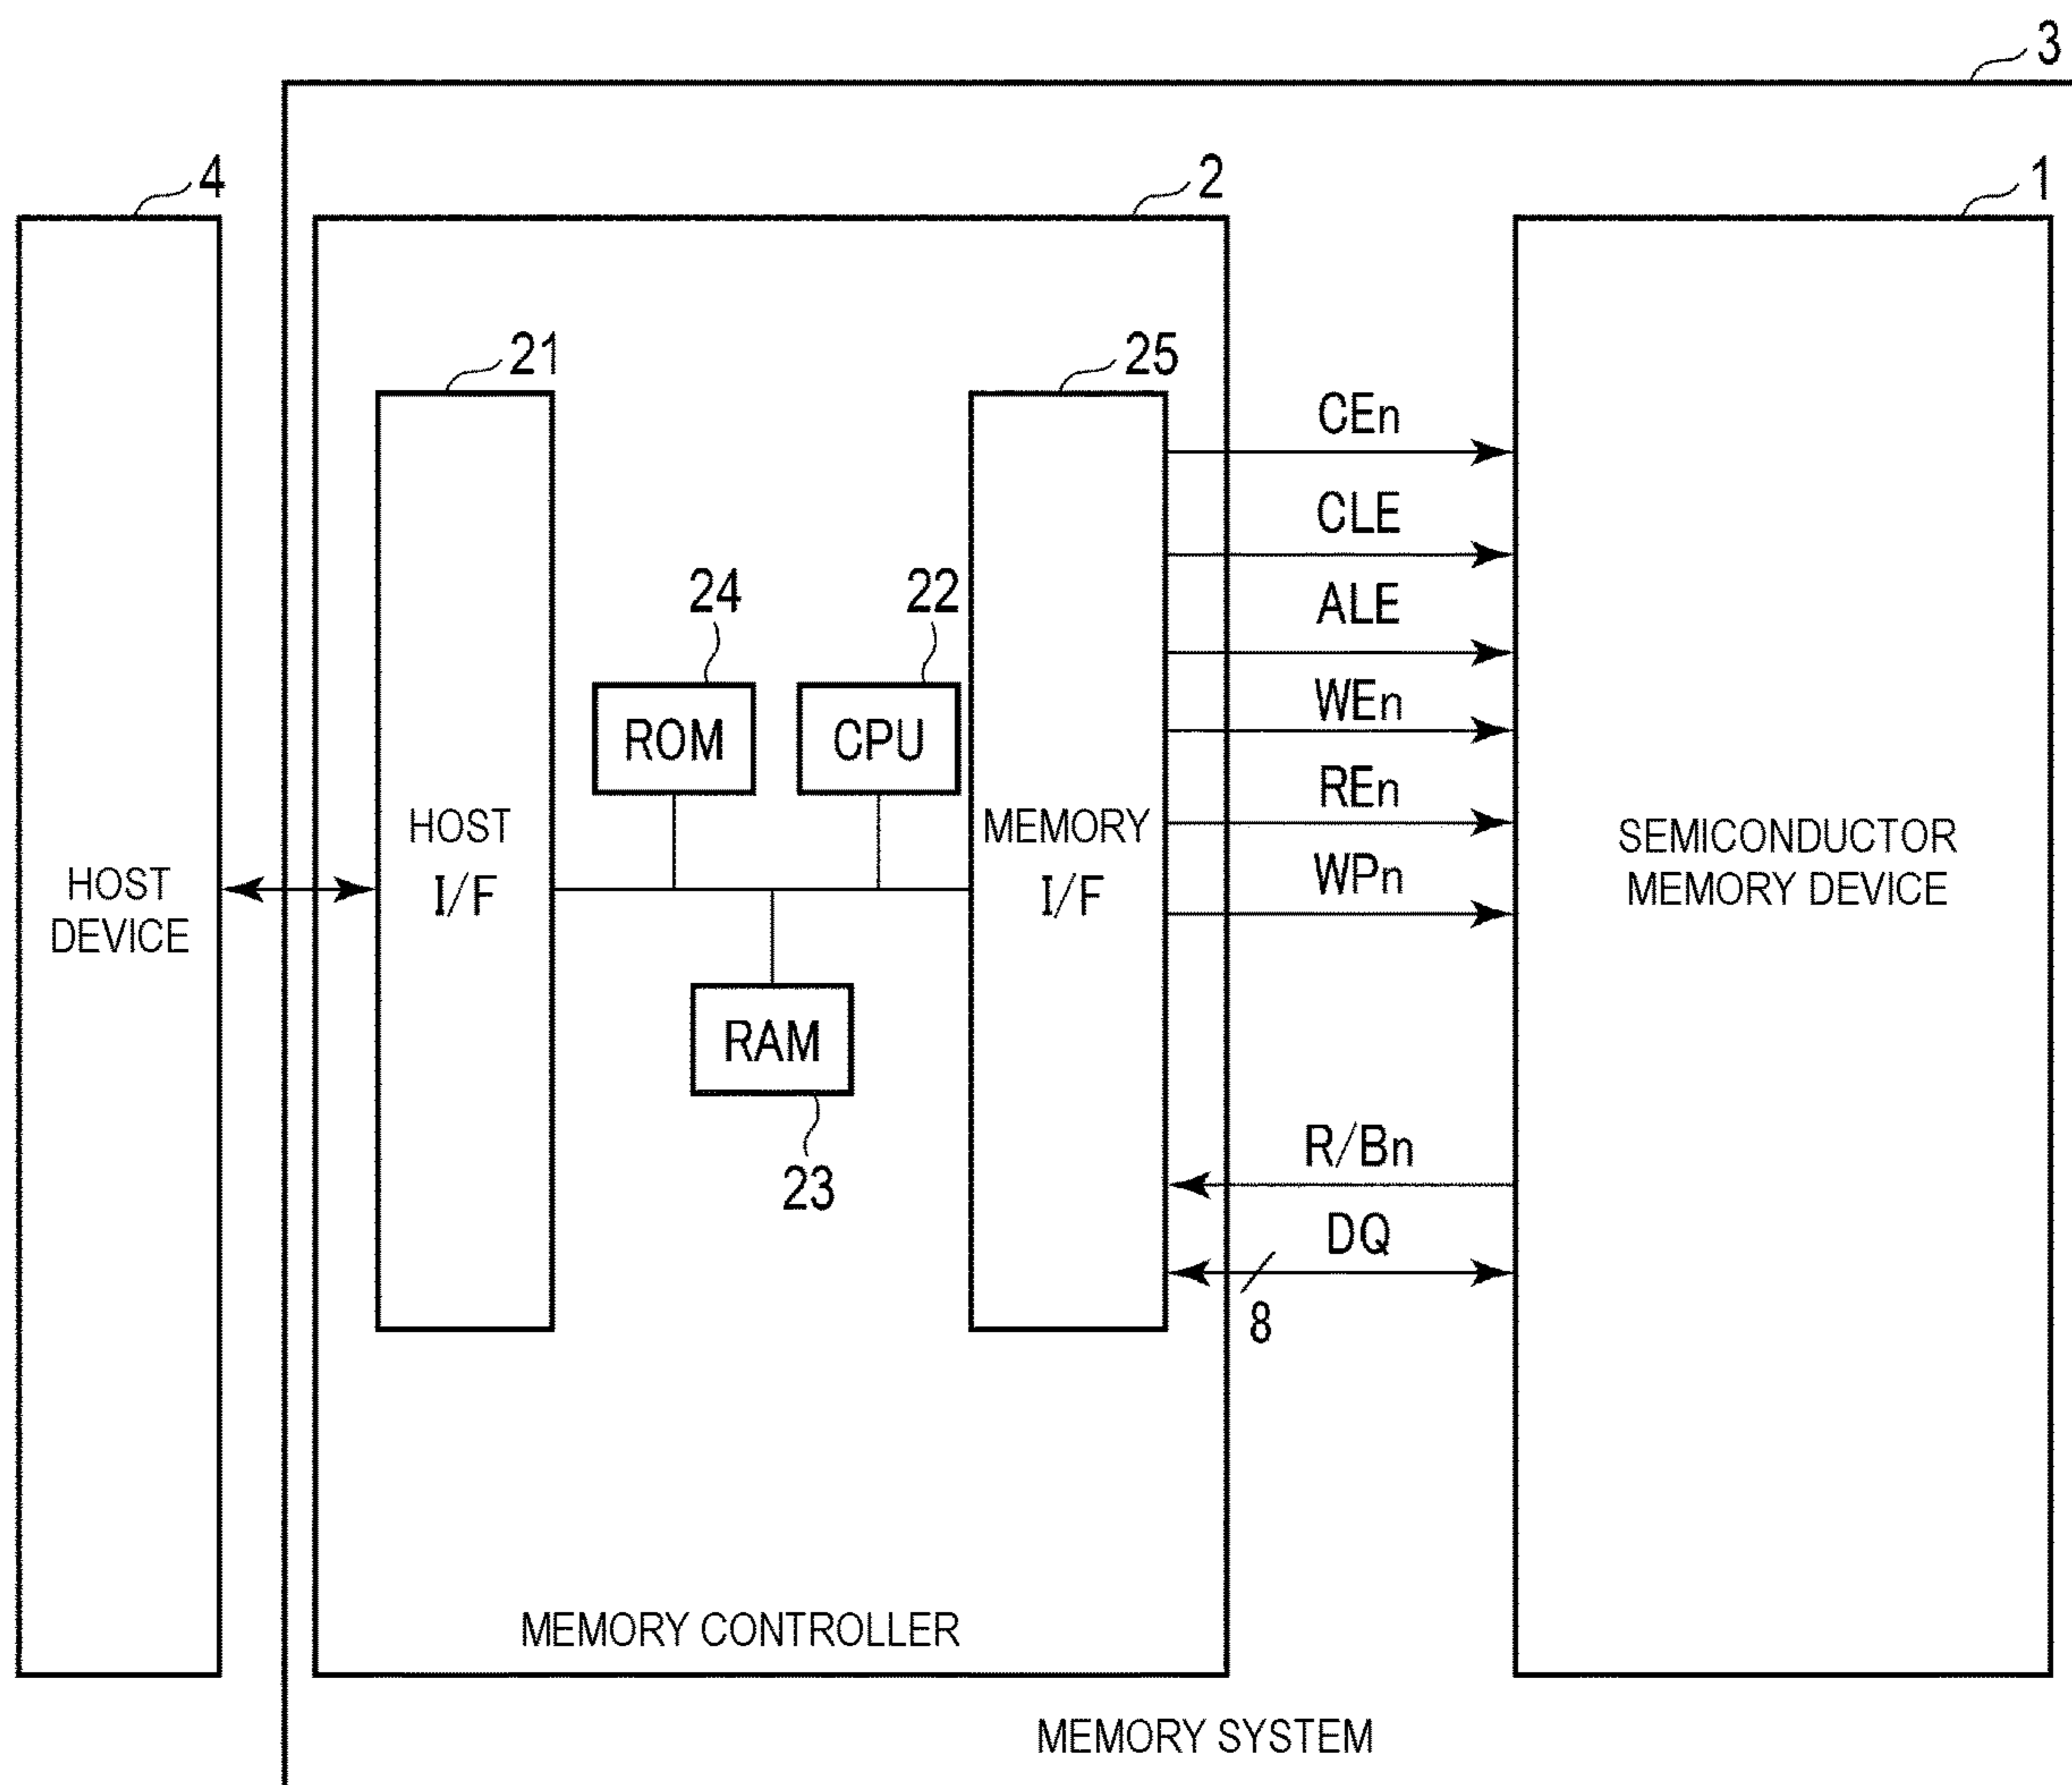 3
4
2
1
21
25
CEn
CLE
ALE
24
22
WEn
ROM
CPU
REn
HOST
I/F
MEMORY
I/F
WPn
SEMICONDUCTOR
MEMORY DEVICE
HOST
DEVICE
RAM
23
R/Bn
DQ
8
MEMORY CONTROLLER
MEMORY SYSTEM